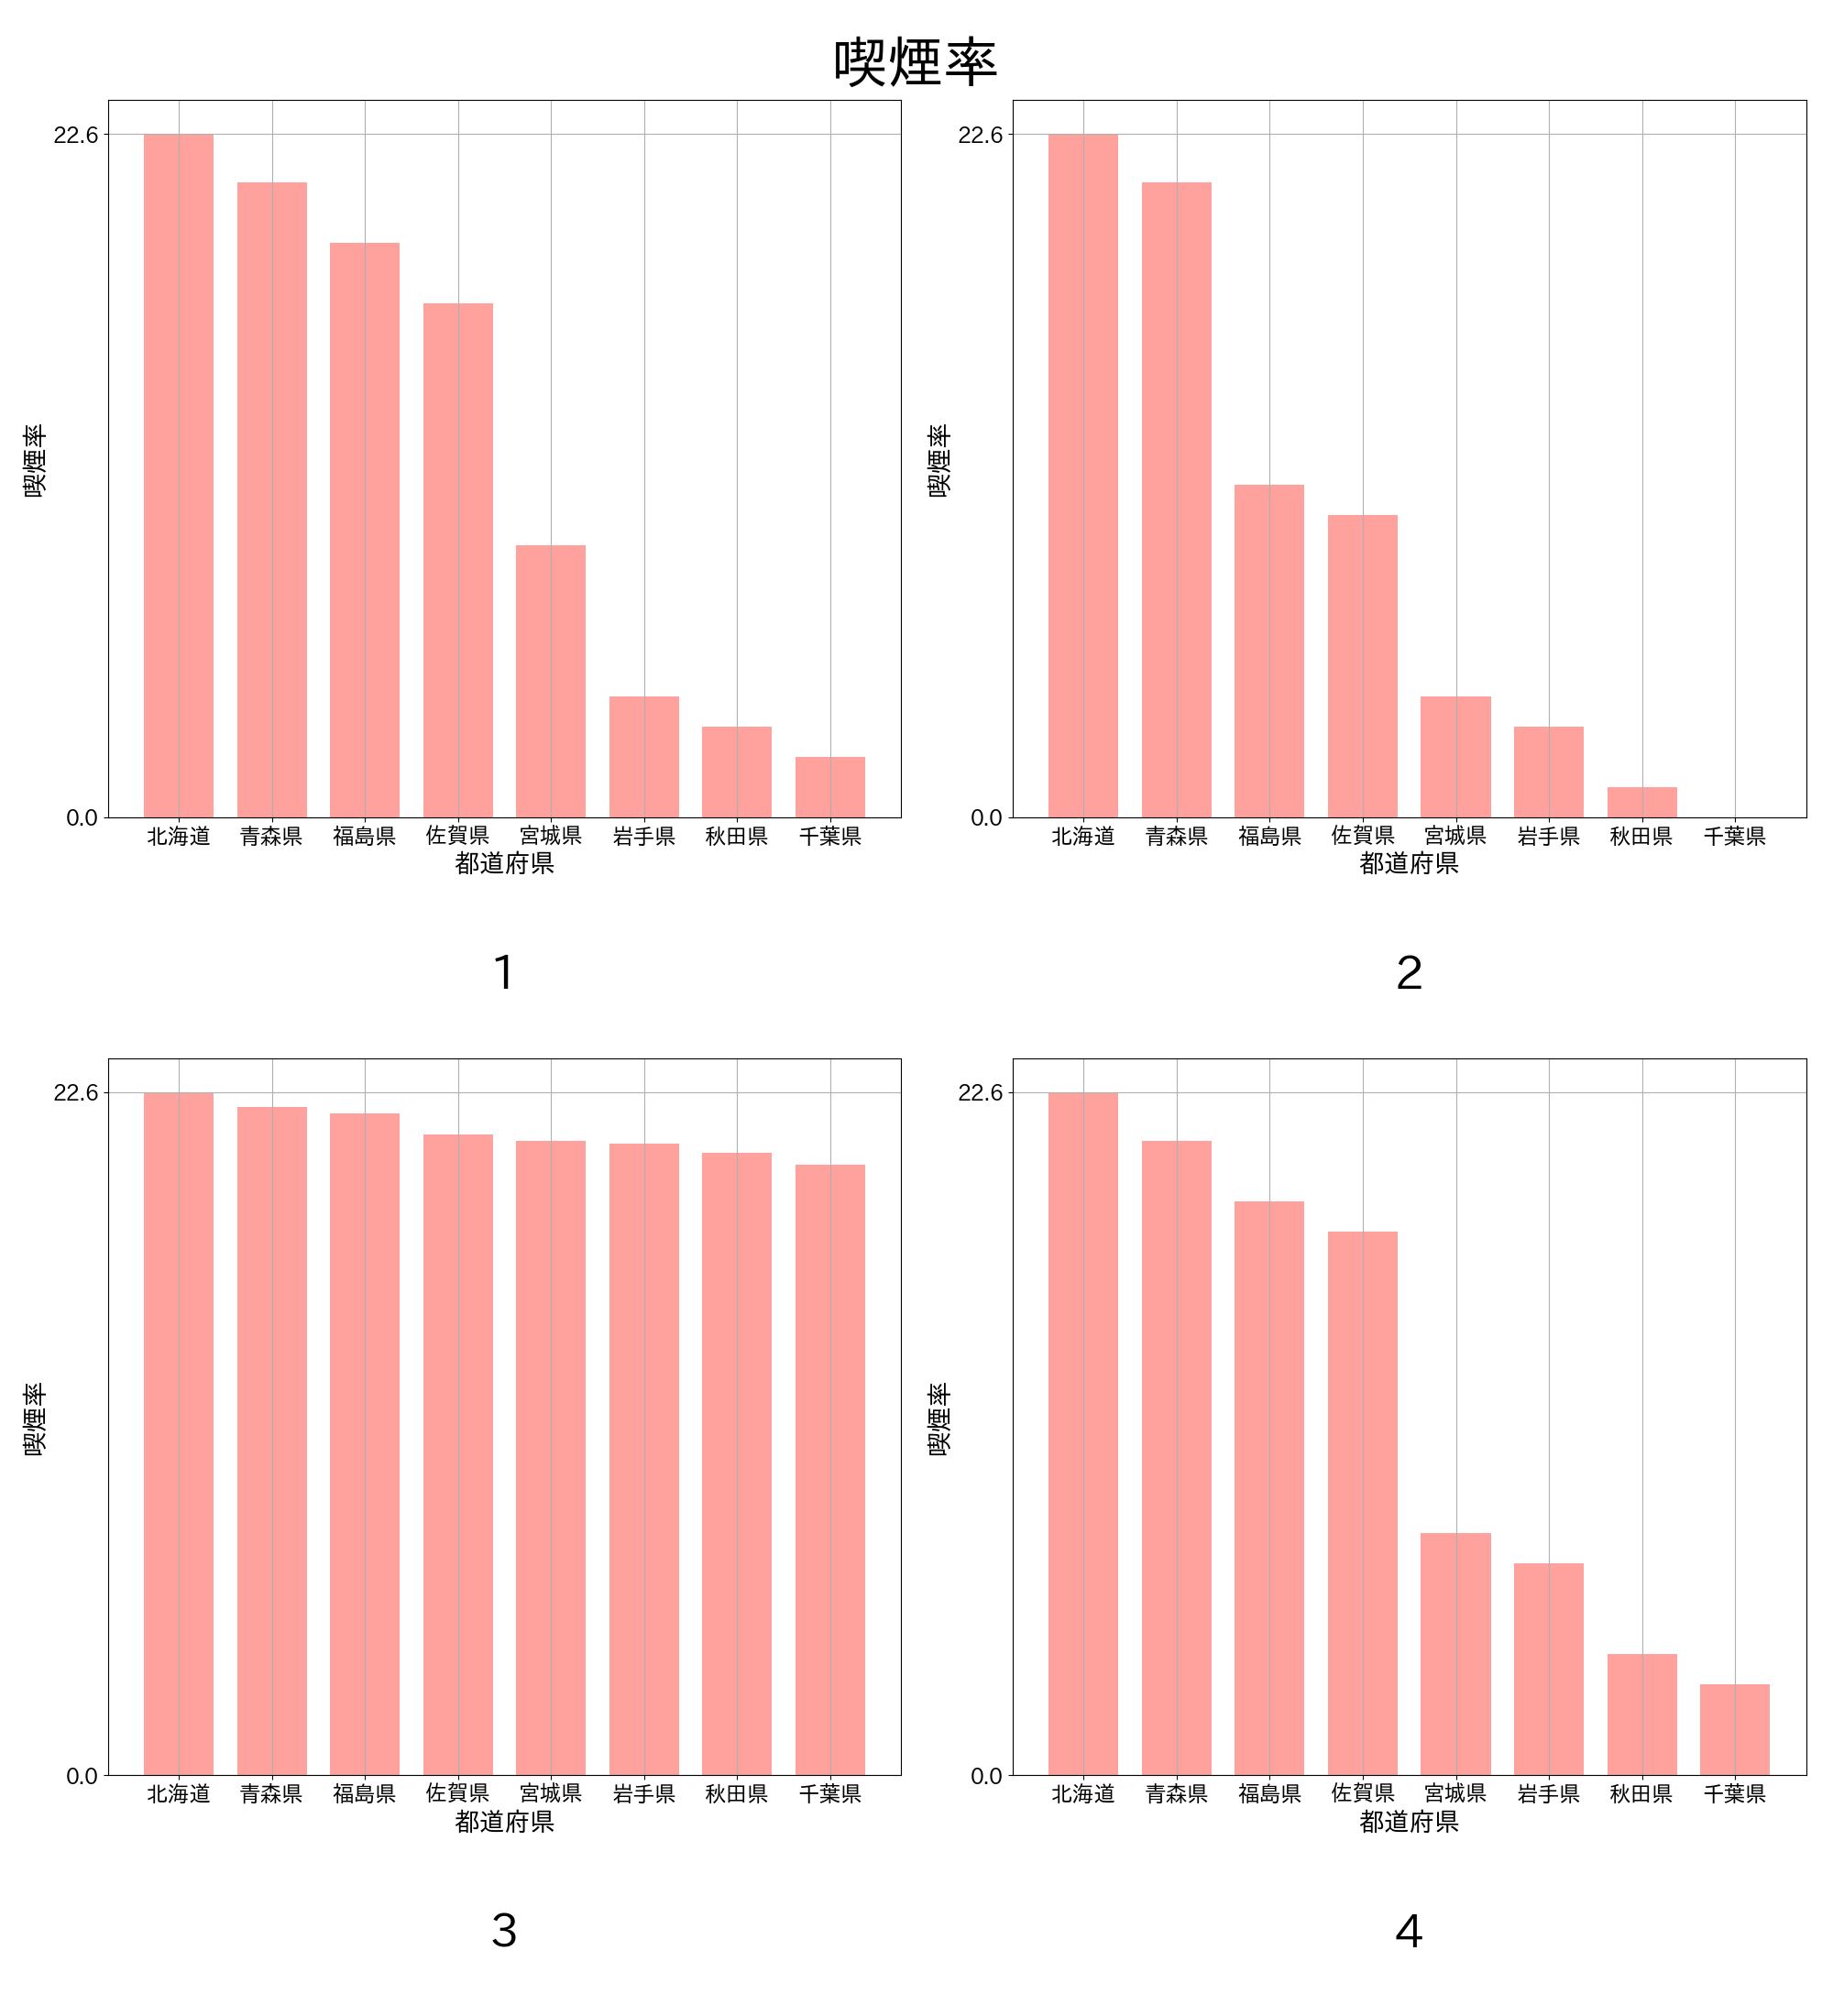 喫煙率
22.6
喫煙率
0.0
北海道 青森県 福島県 佐賀県 宮城県 岩手県 秋田県 千葉県
都道府県
1
22.6
喫煙率
0.0
北海道 青森県 福島県 佐賀県 宮城県 岩手県 秋田県 千葉県
都道府県
2
22.6
喫煙率
0.0
北海道 青森県 福島県 佐賀県 宮城県 岩手県 秋田県 千葉県
都道府県
3
22.6
喫煙率
0.0
北海道 青森県 福島県 佐賀県 宮城県 岩手県 秋田県 千葉県
都道府県
4